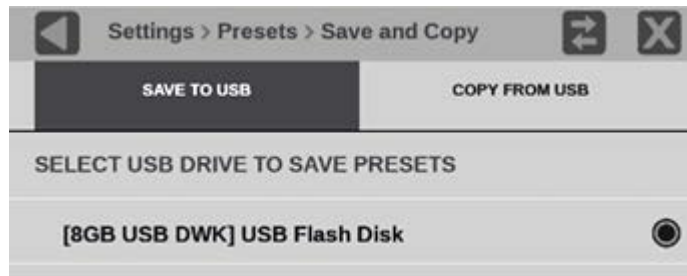 Settings > Presets > Save and Copy
SAVE TO USB
COPY FROM USB
SELECT USB DRIVE TO SAVE PRESETS
[8GB USB DWK] USB Flash Disk